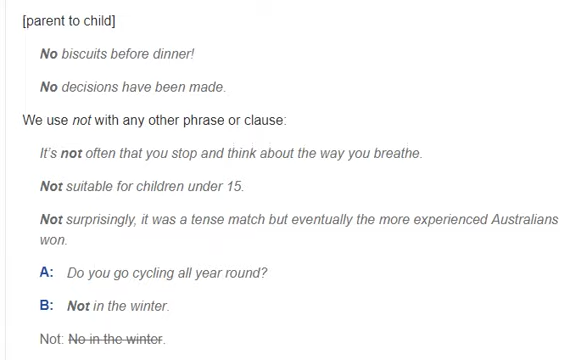 [parent to child]
No biscuits before dinner!
No decisions have been made.
We use not with any other phrase or clause:
It's not often that you stop and think about the way you breathe.
Not suitable for children under 15.
Not surprisingly, it was a tense match but eventually the more experienced Australians
won.
A: Do you go cycling all year round?
B: Not in the winter.
Not: No in the winter.